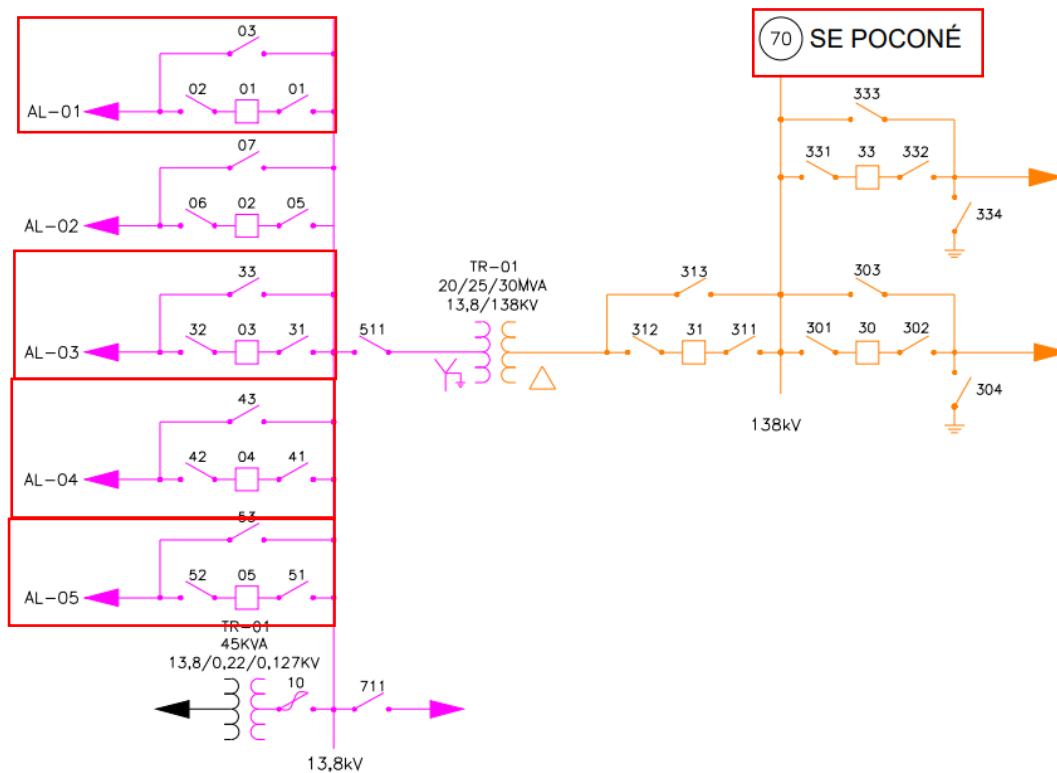 03
70 SE POCONÉ
02 01 01
AL-01
333
331 33 332
07
06 02 05
AL-02
334
33
TR-01
20/25/30MVA
13,8/138KV
313
303
32 03 31
AL-03
511
312 31 311
301 30 302
304
43
138kV
42 04 41
AL-04
53
52 05 51
AL-05
TR-01
45KVA
13,8/0,22/0,127KV
10
711
13,8kV